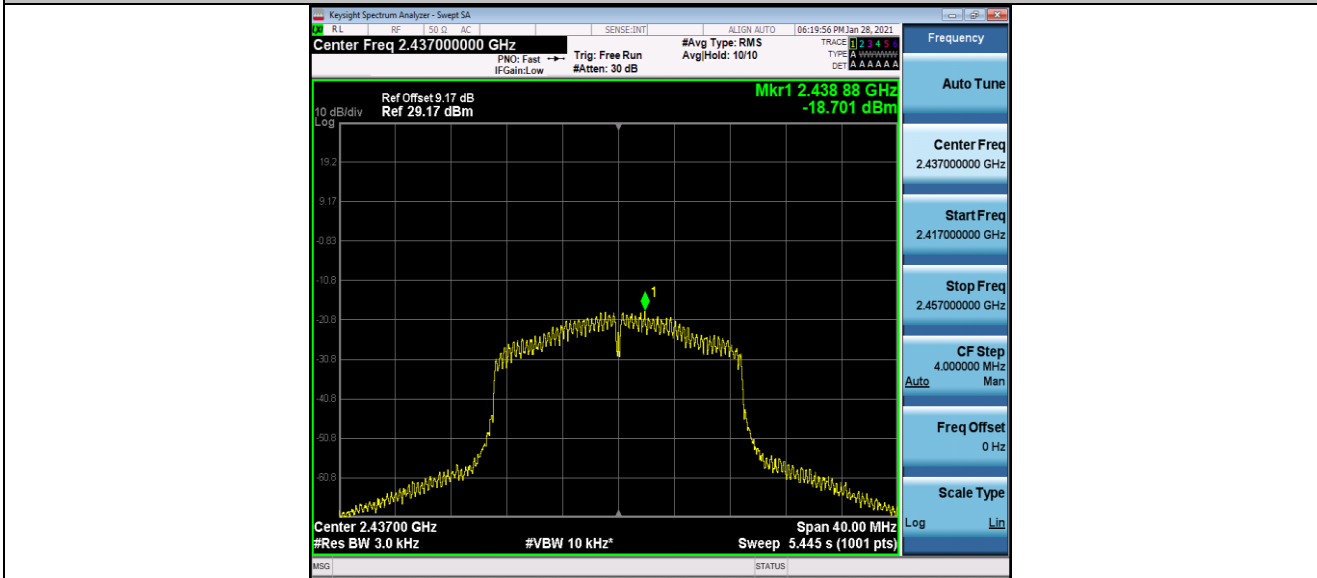 Keysight Spectrum Analyzer - Swept SA
RL RF 50 Ω AC SENSE:INT ALIGN AUTO 06:19:56 PM Jan 28, 2021
Center Freq 2.437000000 GHz
PNO: Fast
IFGain:Low
Trig: Free Run
#Atten: 30 dB
#Avg Type: RMS
Avg|Hold: 10/10
TRACE 1 2 3 4 5 6
TYPE A WWWWW
DET A A A A A A
Frequency
Mkr1 2.438 88 GHz
-18.701 dBm
Ref Offset 9.17 dB
10 dB/div Ref 29.17 dBm
Log
19.2
9.17
-0.83
-10.8
-20.8
-30.8
-40.8
-50.8
-60.8
1
Center 2.43700 GHz Span 40.00 MHz
#Res BW 3.0 kHz #VBW 10 kHz* Sweep 5.445 s (1001 pts)
Auto Tune
Center Freq
2.437000000 GHz
Start Freq
2.417000000 GHz
Stop Freq
2.457000000 GHz
CF Step
4.000000 MHz
Auto Man
Freq Offset
0 Hz
Scale Type
Log Lin
MSG STATUS